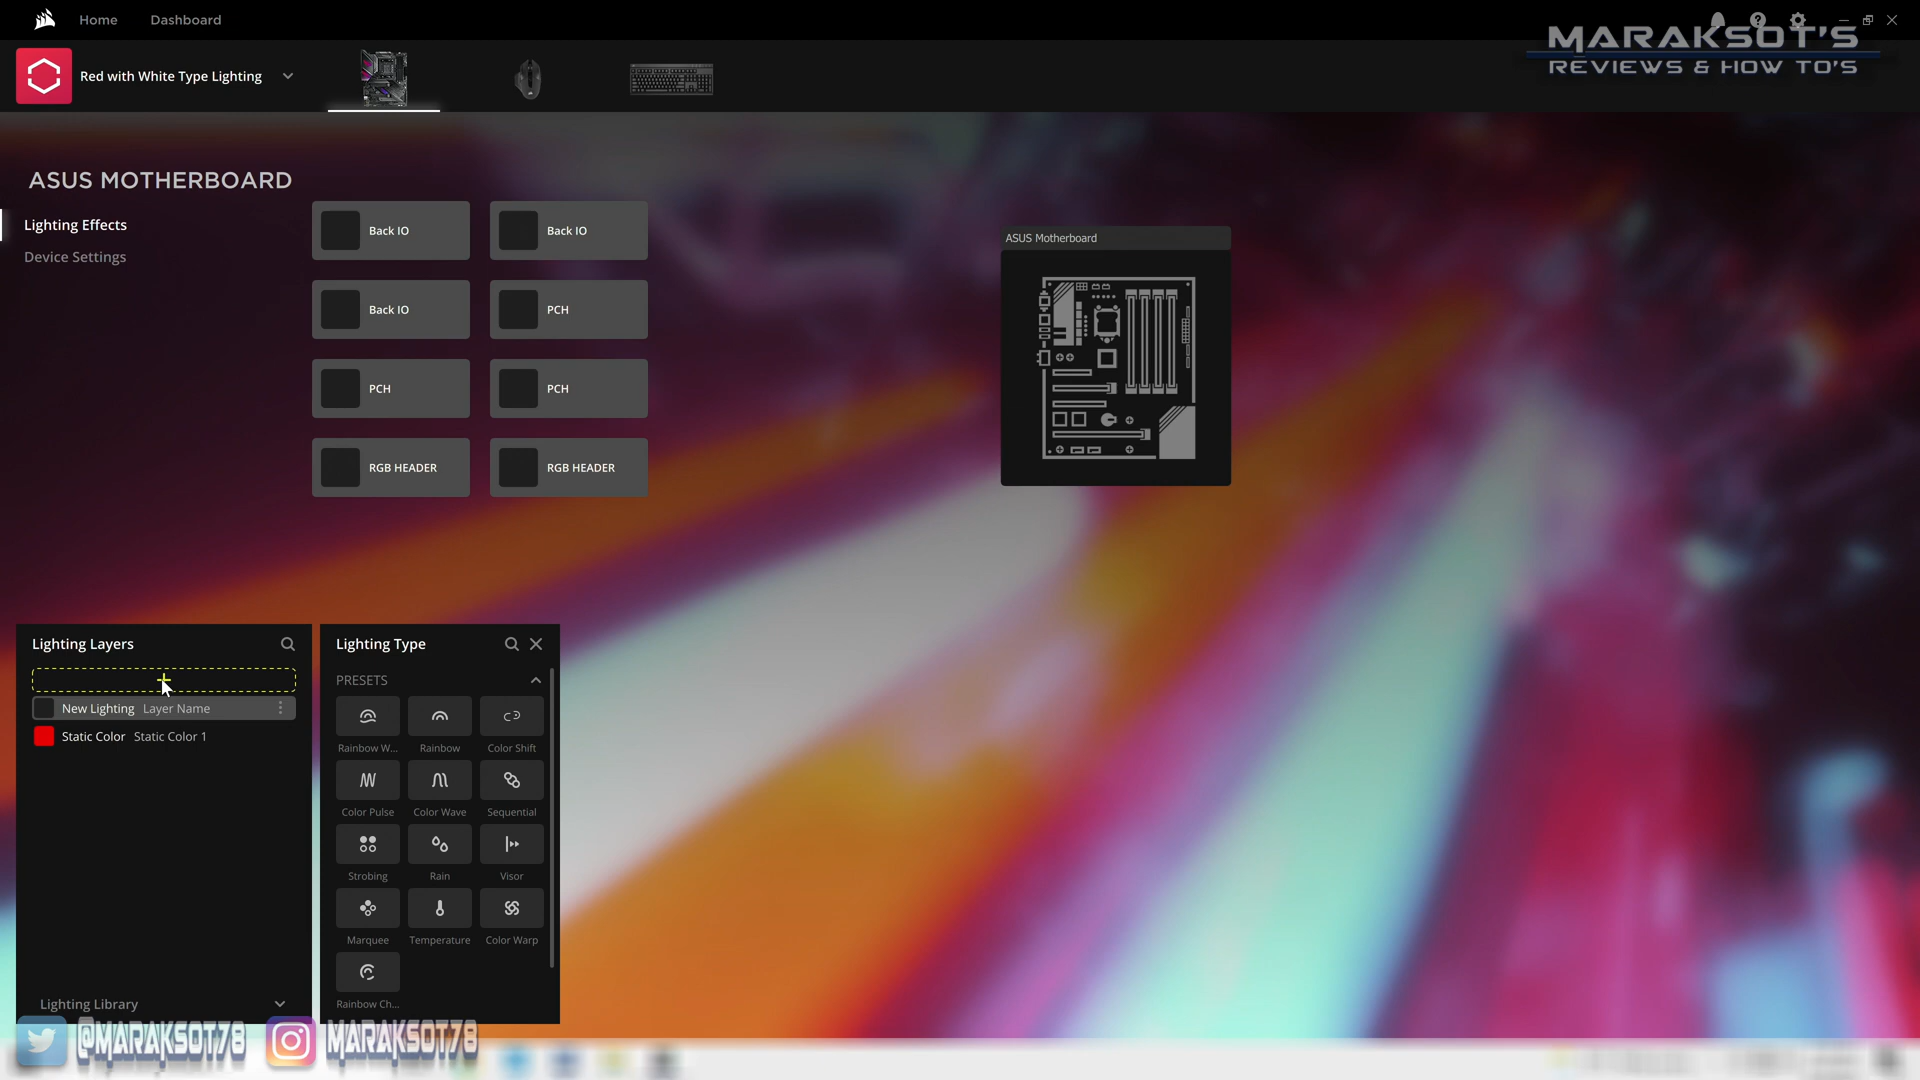 Home
Dashboard
MARAKSOT'S
REVIEWS & HOW TO'S
Red with White Type Lighting
ASUS MOTHERBOARD
Lighting Effects
Device Settings
Back IO
Back IO
Back IO
PCH
PCH
PCH
RGB HEADER
RGB HEADER
ASUS Motherboard
Lighting Layers
New Lighting Layer Name
Static Color Static Color 1
Lighting Library
Lighting Type
PRESETS
Rainbow W...
Rainbow
Color Shift
Color Pulse
Color Wave
Sequential
Strobing
Rain
Visor
Marquee
Temperature
Color Warp
Rainbow Ch...
@MARAKSOT78
MARAKSOT78